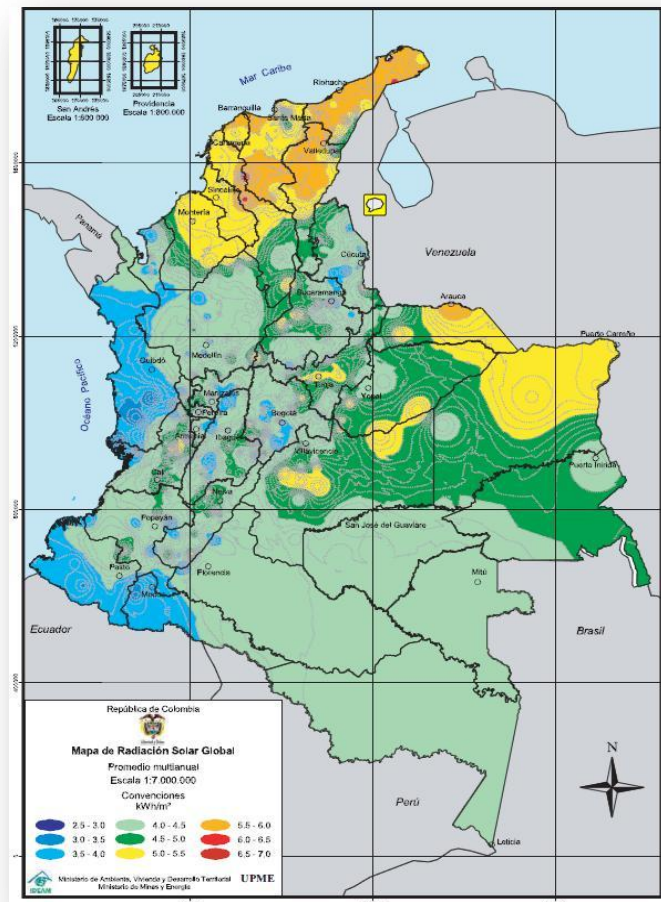 San Andrés
Escala 1:600 000
Providencia
Escala 1:800 000
Mar Caribe
Riohacha
Barranquilla
Santa Marta
Cartagena
Valledupar
Sincelejo
Montería
Panamá
Venezuela
Cúcuta
Bucaramanga
Arauca
Puerto Carreño
Medellín
Quibdó
Océano Pacífico
Tunja
Yopal
Manizales
Pereira
Bogotá
Armenia
Ibagué
Villavicencio
Puerto Inírida
Cali
Neiva
San José del Guaviare
Popayán
Florencia
Mitú
Pasto
Mocoa
Ecuador
Brasil
República de Colombia
Mapa de Radiación Solar Global
Promedio multianual
Escala 1:7.000.000
Convenciones
kWh/m²
2.5 - 3.0 4.0 - 4.5 5.5 - 6.0
3.0 - 3.5 4.5 - 5.0 6.0 - 6.5
3.5 - 4.0 5.0 - 5.5 6.5 - 7.0
IDEAM
Ministerio de Ambiente, Vivienda y Desarrollo Territorial
Ministerio de Minas y Energía
UPME
Perú
N
Leticia